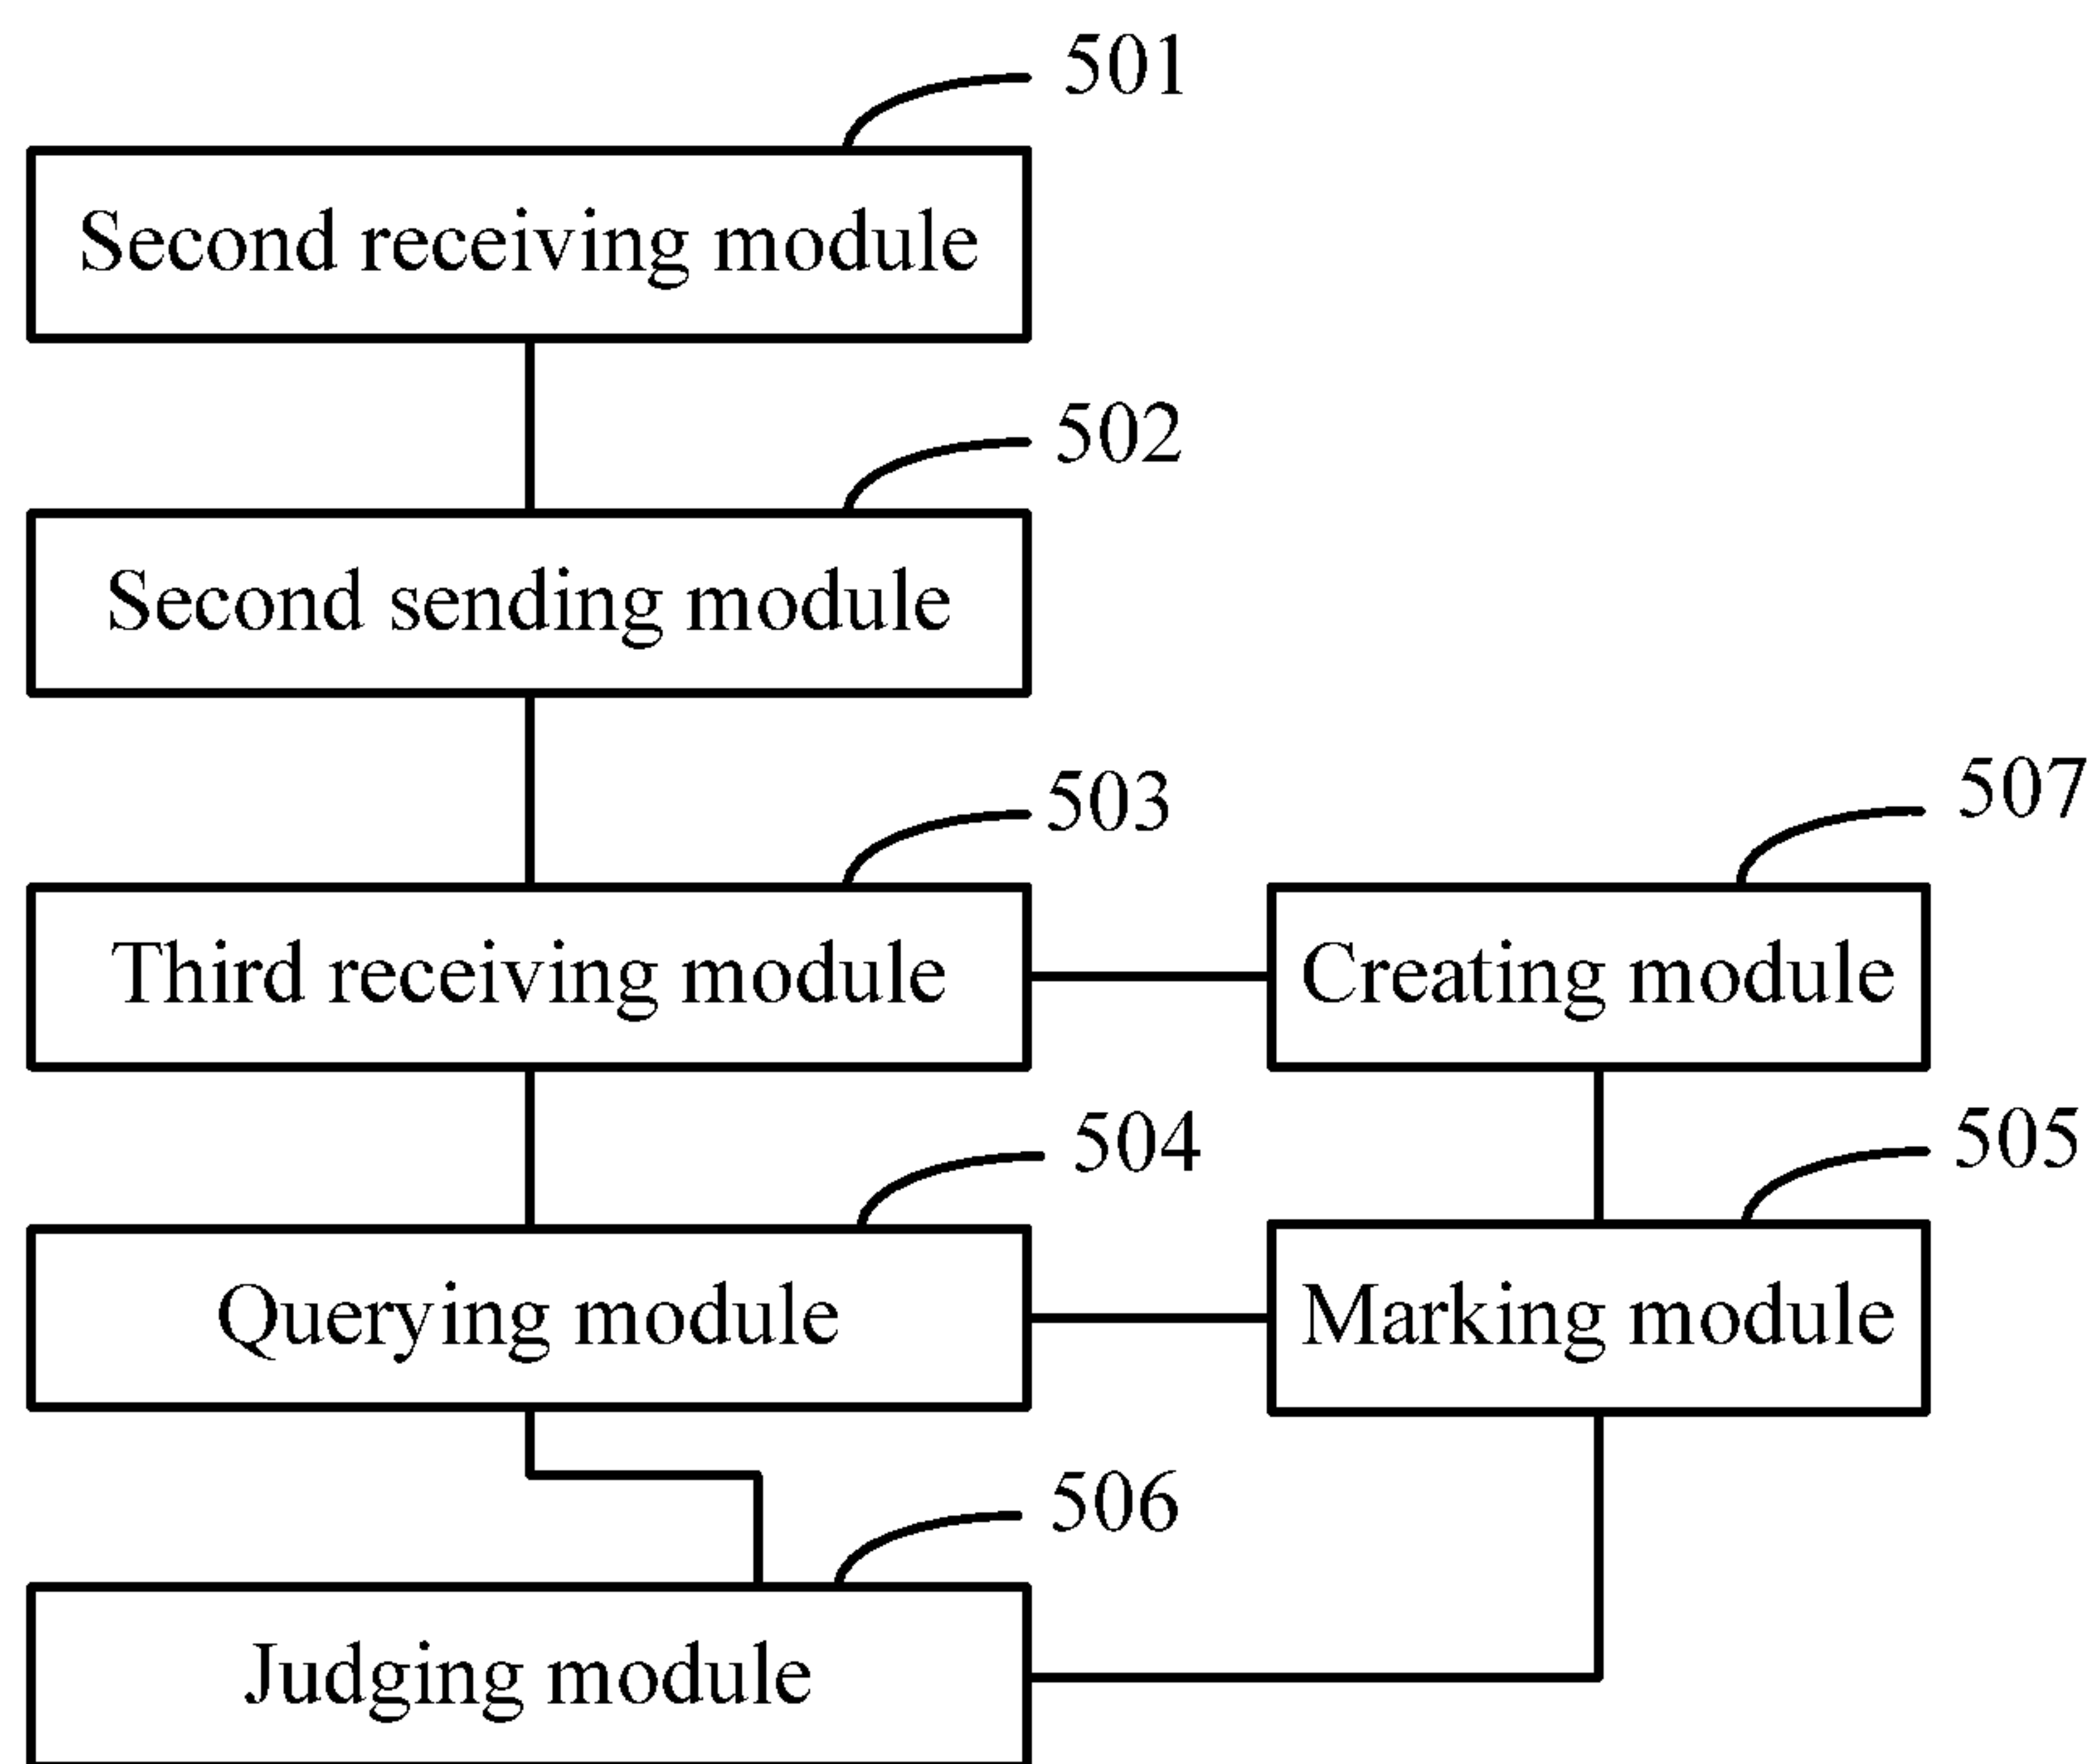 501
Second receiving module
502
Second sending module
503
507
Third receiving module
Creating module
504
505
Querying module
Marking module
506
Judging module